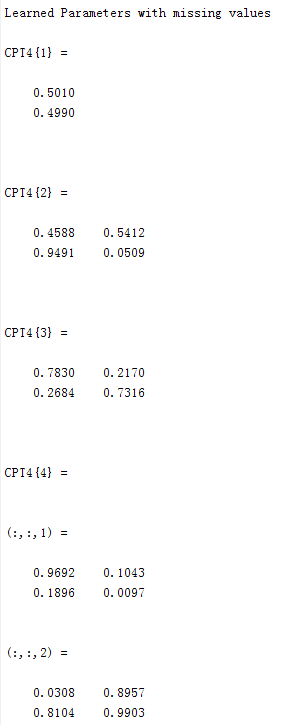 Learned Parameters with missing values
CPT4{1} =
0.5010
0.4990
CPT4{2} =
0.4588 0.5412
0.9491 0.0509
CPT4{3} =
0.7830 0.2170
0.2684 0.7316
CPT4{4} =
(:,:,1) =
0.9692 0.1043
0.1896 0.0097
(:,:,2) =
0.0308 0.8957
0.8104 0.9903